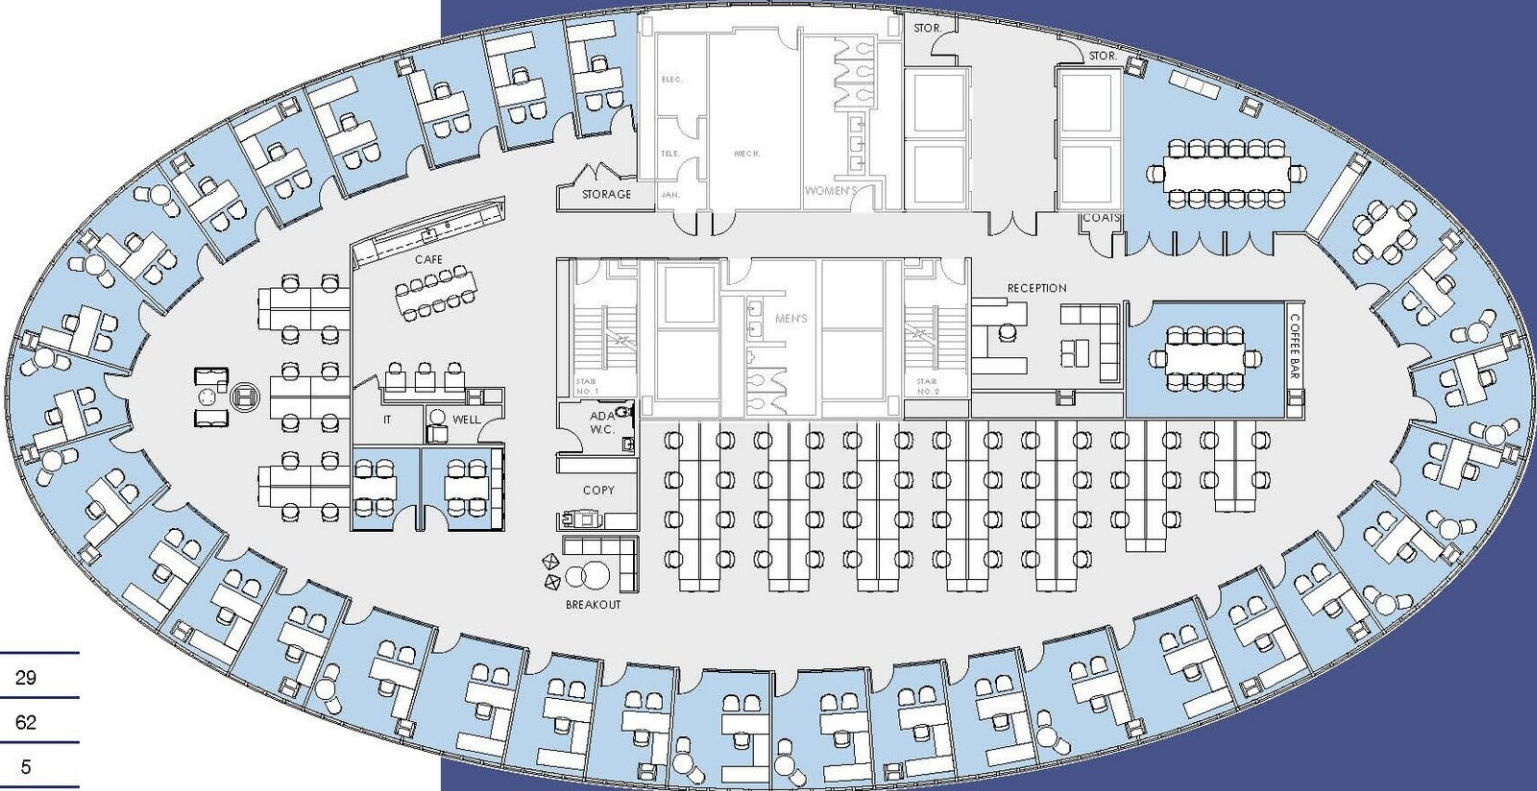 STOR.
STOR.
ELEC.
TELE.
MECH.
JAN.
WOMEN'S
STORAGE
COATS
CAFE
RECEPTION
MEN'S
COFFEE BAR
STAIR
NO. 1
STAIR
NO. 2
IT
WELL
ADA
W.C.
COPY
BREAKOUT
29
62
5